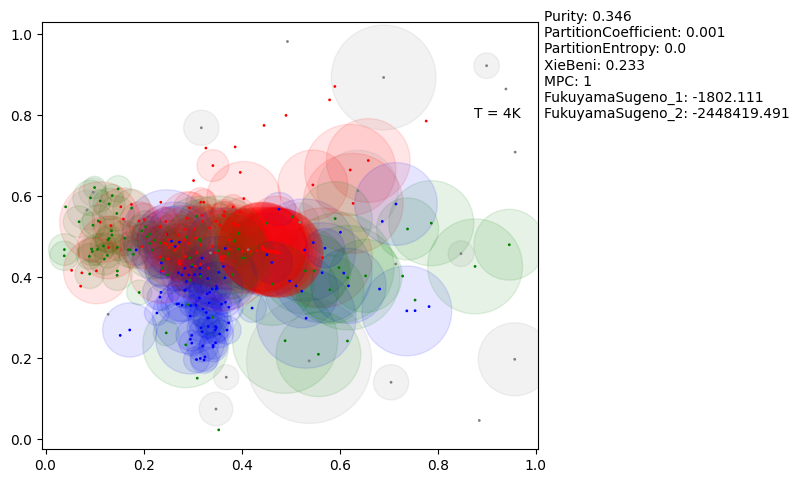 Purity: 0.346
PartitionCoefficient: 0.001
PartitionEntropy: 0.0
XieBeni: 0.233
MPC: 1
FukuyamaSugeno_1: -1802.111
FukuyamaSugeno_2: -2448419.491
T = 4K
1.0
0.8
0.6
0.4
0.2
0.0
0.0 0.2 0.4 0.6 0.8 1.0